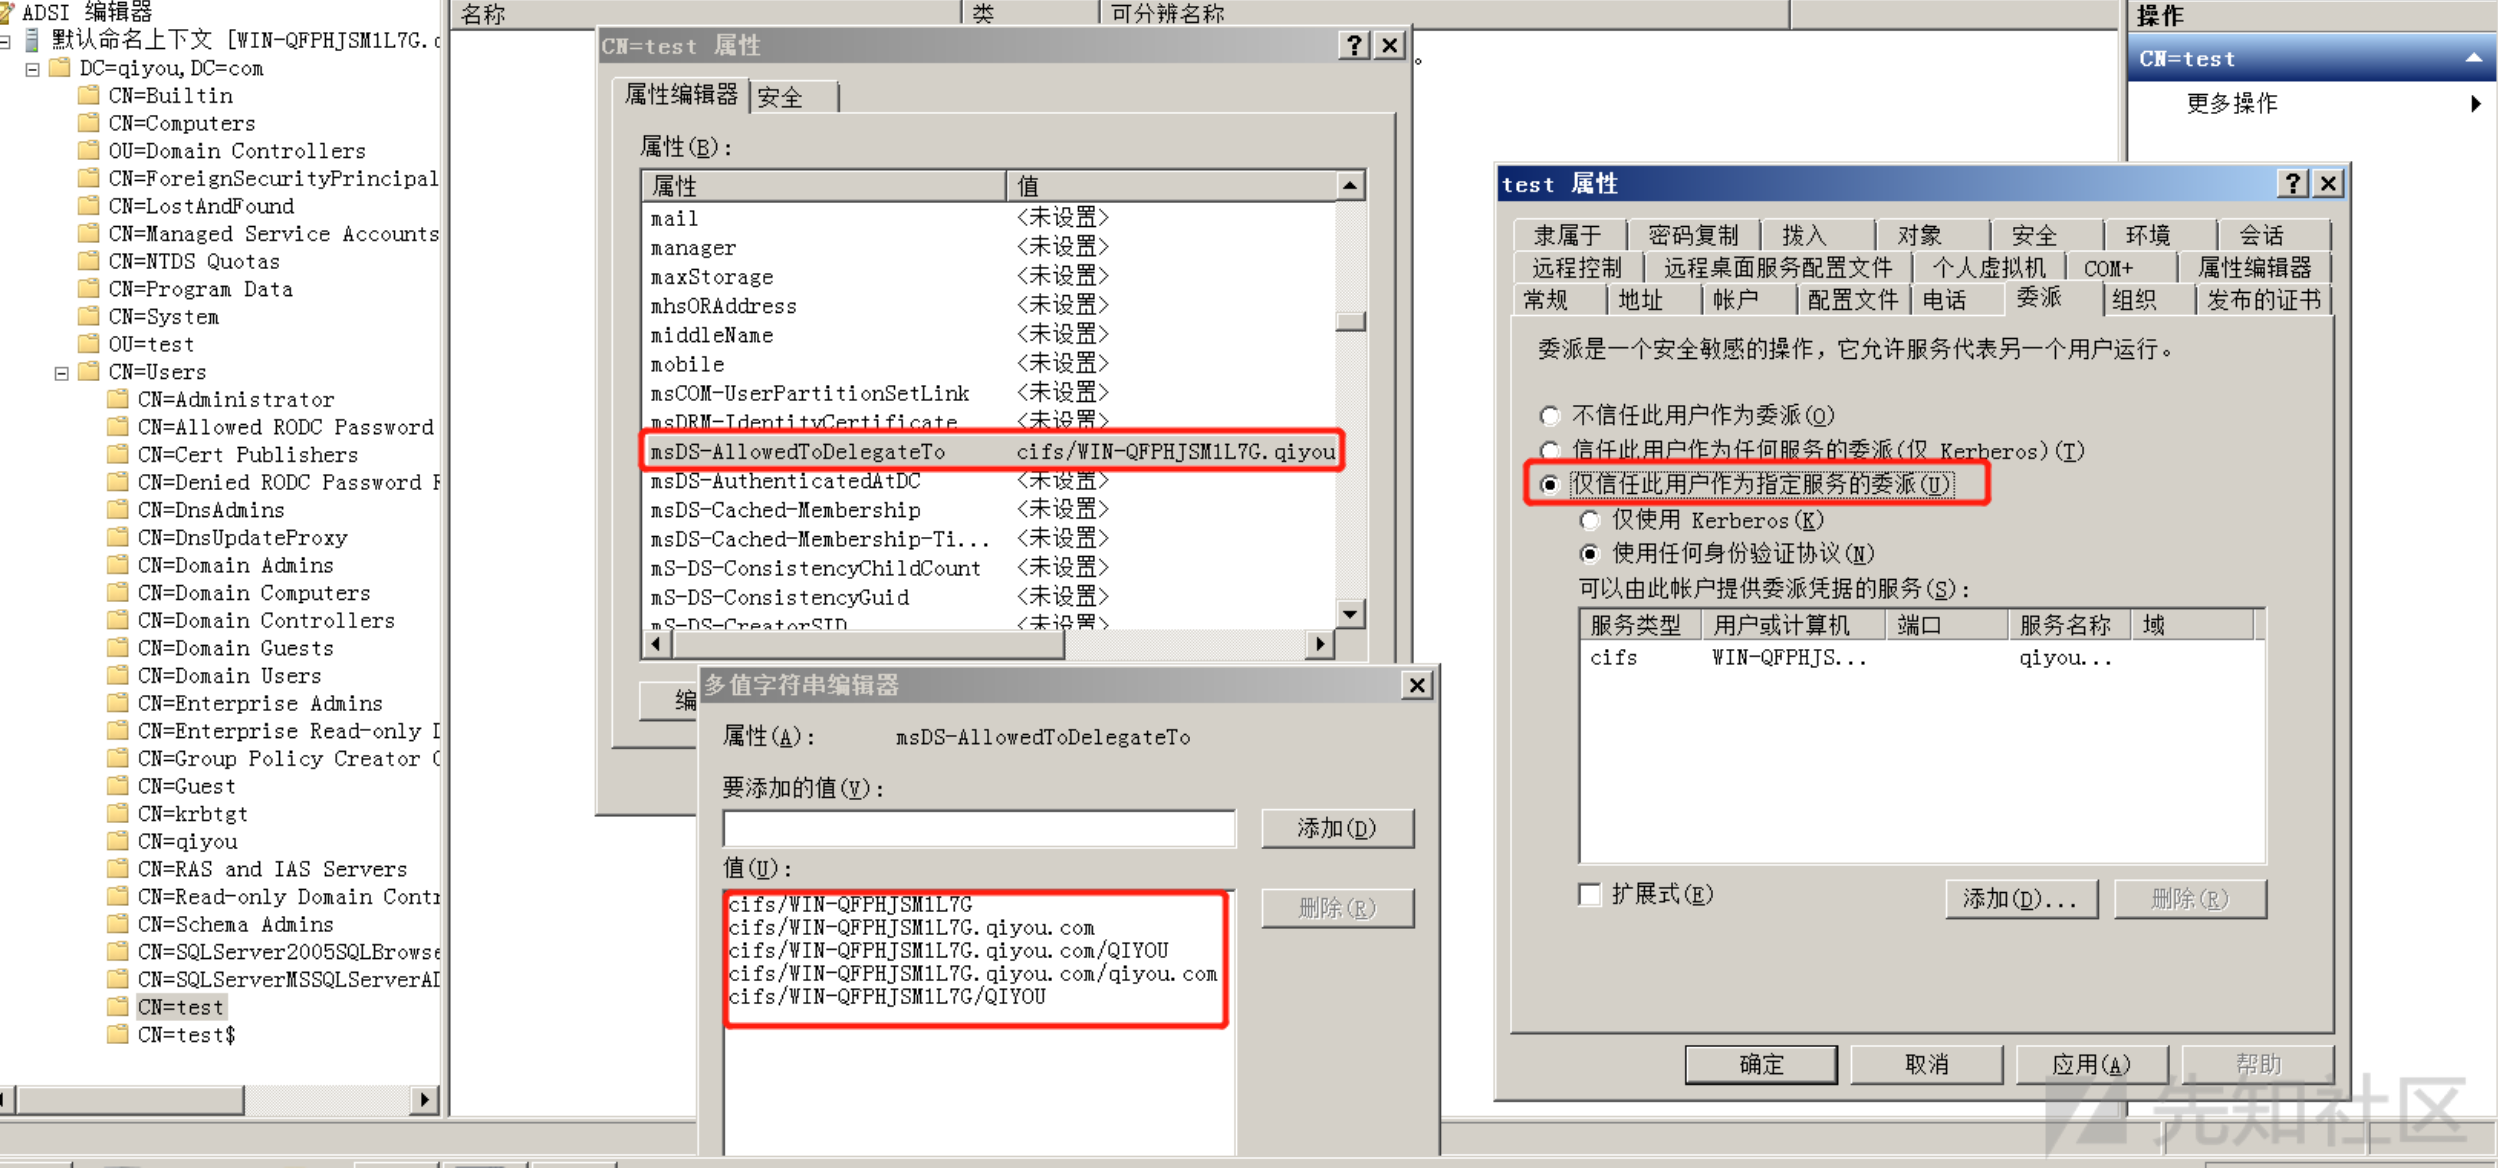 ADSI 编辑器
默认命名上下文 [WIN-QFPHJSM1L7G.
DC=qiyou,DC=com
CN=Builtin
CN=Computers
OU=Domain Controllers
CN=ForeignSecurityPrincipal
CN=LostAndFound
CN=Managed Service Accounts
CN=NTDS Quotas
CN=Program Data
CN=System
OU=test
CN=Users
CN=Administrator
CN=Allowed RODC Password
CN=Cert Publishers
CN=Denied RODC Password
CN=DnsAdmins
CN=DnsUpdateProxy
CN=Domain Admins
CN=Domain Computers
CN=Domain Controllers
CN=Domain Guests
CN=Domain Users
CN=Enterprise Admins
CN=Enterprise Read-only
CN=Group Policy Creator
CN=Guest
CN=krbtgt
CN=qiyou
CN=RAS and IAS Servers
CN=Read-only Domain Contr
CN=Schema Admins
CN=SQLServer2005SQLBrowse
CN=SQLServerMSSQLServerAD
CN=test
CN=test$
名称 类 可分辨名称
CN=test 属性
属性编辑器 安全
属性(B):
属性 值
mail <未设置>
manager <未设置>
maxStorage <未设置>
mhsORAddress <未设置>
middleName <未设置>
mobile <未设置>
msCOM-UserPartitionSetLink <未设置>
msDRM-IdentityCertificate <未设置>
msDS-AllowedToDelegateTo cifs/WIN-QFPHJSM1L7G.qiyou
msDS-AuthenticatedAtDC <未设置>
msDS-Cached-Membership <未设置>
msDS-Cached-Membership-Ti... <未设置>
mS-DS-ConsistencyChildCount <未设置>
mS-DS-ConsistencyGuid <未设置>
mS-DS-CreatorSID <未设置>
编
多值字符串编辑器
属性(A): msDS-AllowedToDelegateTo
要添加的值(V):
添加(D)
值(U):
删除(R)
cifs/WIN-QFPHJSM1L7G
cifs/WIN-QFPHJSM1L7G.qiyou.com
cifs/WIN-QFPHJSM1L7G.qiyou.com/QIYOU
cifs/WIN-QFPHJSM1L7G.qiyou.com/qiyou.com
cifs/WIN-QFPHJSM1L7G/QIYOU
操作
CN=test
更多操作
test 属性
隶属于 密码复制 拨入 对象 安全 环境 会话
远程控制 远程桌面服务配置文件 个人虚拟机 COM+ 属性编辑器
常规 地址 帐户 配置文件 电话 委派 组织 发布的证书
委派是一个安全敏感的操作，它允许服务代表另一个用户运行。
不信任此用户作为委派(O)
信任此用户作为任何服务的委派(仅 Kerberos)(T)
仅信任此用户作为指定服务的委派(U)
仅使用 Kerberos(K)
使用任何身份验证协议(N)
可以由此帐户提供委派凭据的服务(S):
服务类型 用户或计算机 端口 服务名称 域
cifs WIN-QFPHJS... qiyou...
扩展式(E)
添加(D)...
删除(R)
确定 取消 应用(A) 帮助
先知社区